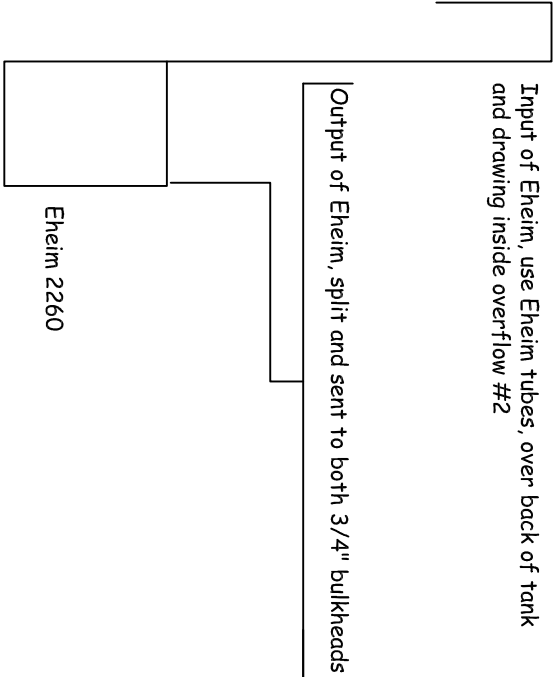 Input of Eheim, use Eheim tubes, over back of tank
and drawing inside overflow #2
Output of Eheim, split and sent to both 3/4" bulkheads
Eheim 2260